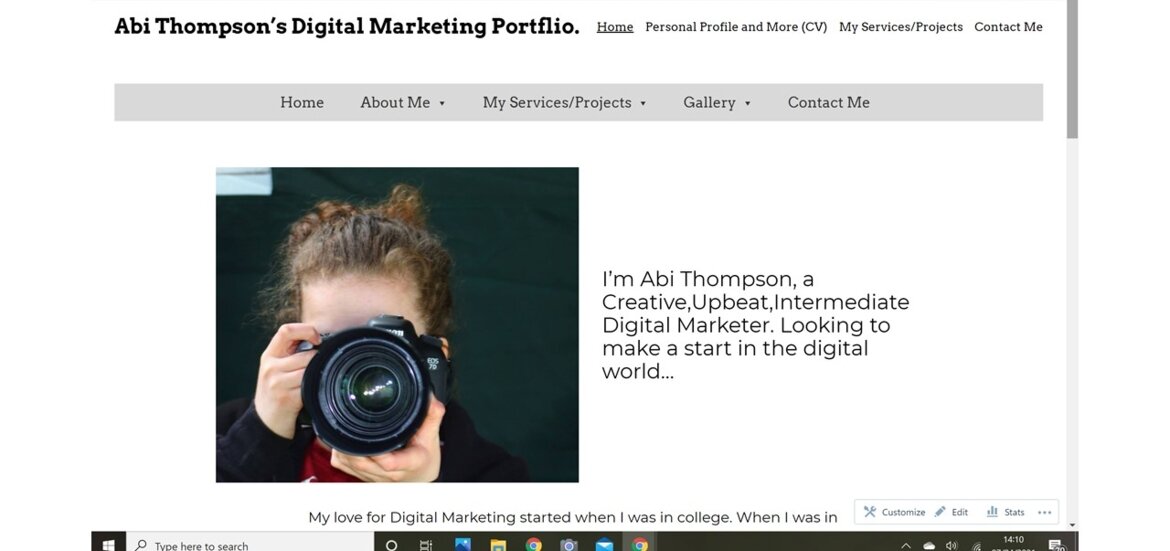 Abi Thompson's Digital Marketing Portflio.
Home Personal Profile and More (CV) My Services/Projects Contact Me
Home About Me My Services/Projects Gallery Contact Me
EOS
7D
I'm Abi Thompson, a
Creative,Upbeat,Intermediate
Digital Marketer. Looking to
make a start in the digital
world...
My love for Digital Marketing started when I was in college. When I was in
Customize Edit Stats
Type here to search
14:10